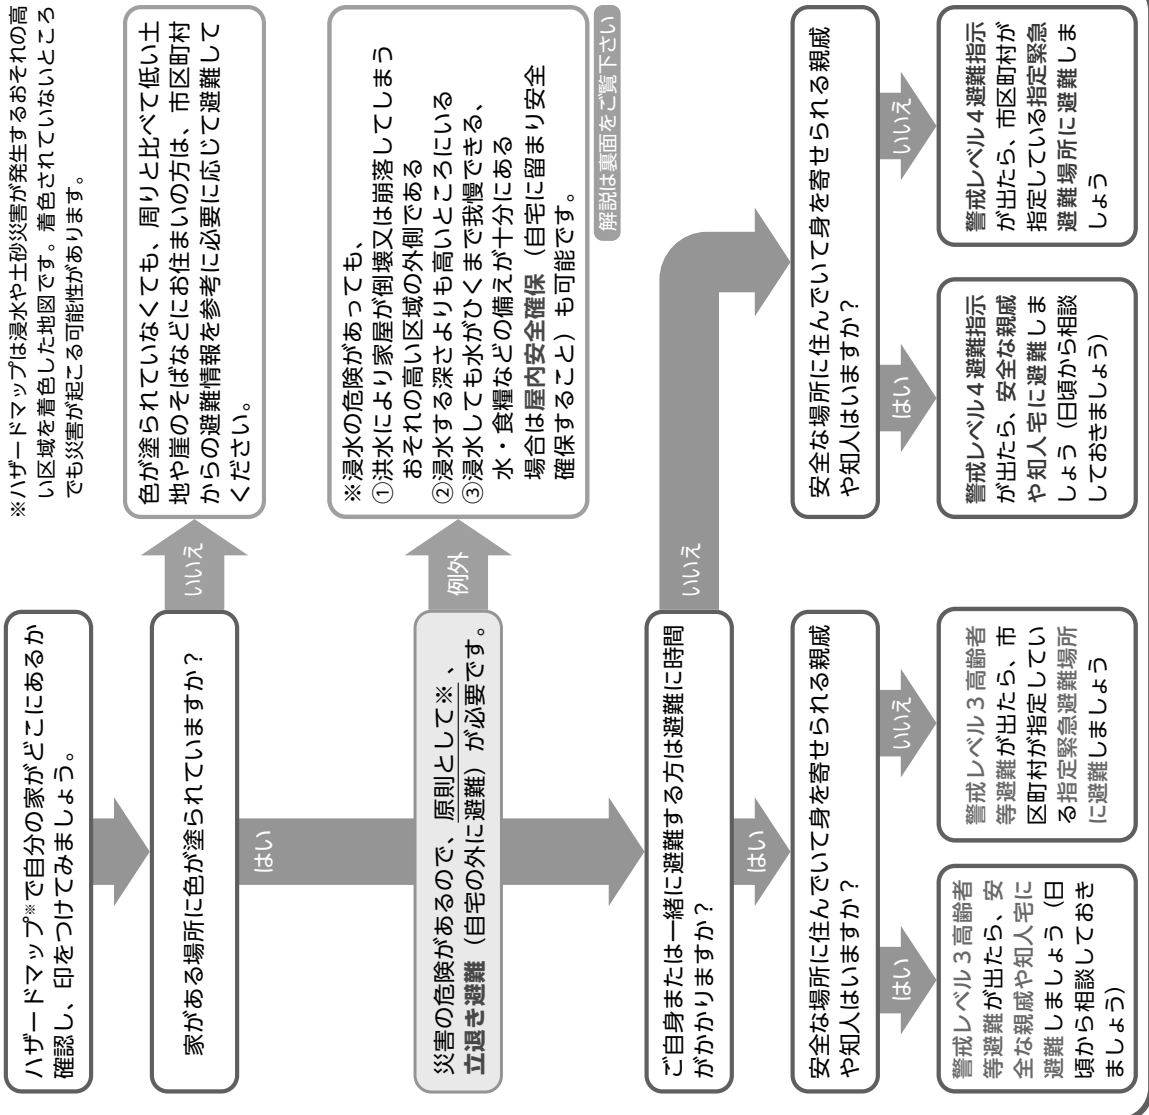 ハザードマップ※で自分の家がどこにあるか
確認し、印をつけてみましょう。
※ハザードマップは浸水や土砂災害が発生するおそれの高
い区域を着色した地図です。着色されていないところ
でも災害が起こる可能性があります。
家がある場所に色が塗られていますか?
いいえ
色が塗られていなくても、周りと比べて低い土
地や崖のそばなどにお住まいの方は、市区町村
からの避難情報を参考に必要に応じて避難して
ください。
はい
災害の危険があるので、原則として※、
立退き避難(自宅の外に避難)が必要です。
例外
※浸水の危険があっても、
①洪水により家屋が倒壊又は崩落してしまう
おそれの高い区域の外側である
②浸水する深さよりも高いところにいる
③浸水しても水がひくまで我慢できる、
水・食糧などの備えが十分にある
場合は屋内安全確保(自宅に留まり安全
確保すること)も可能です。
解説は裏面をご覧下さい
ご自身または一緒に避難する方は避難に時間
がかかりますか?
いいえ
はい
安全な場所に住んでいて身を寄せられる親戚
や知人はいますか?
はい
警戒レベル3高齢者
等避難が出たら、安
全な親戚や知人宅に
避難しましょう(日
頃から相談しておき
ましょう)
いいえ
警戒レベル3高齢者
等避難が出たら、市
区町村が指定してい
る指定緊急避難場所
に避難しましょう
安全な場所に住んでいて身を寄せられる親戚
や知人はいますか?
はい
警戒レベル4避難指示
が出たら、安全な親戚
や知人宅に避難しま
しょう(日頃から相談
しておきましょう)
いいえ
警戒レベル4避難指示
が出たら、市区町村が
指定している指定緊急
避難場所に避難しま
しょう